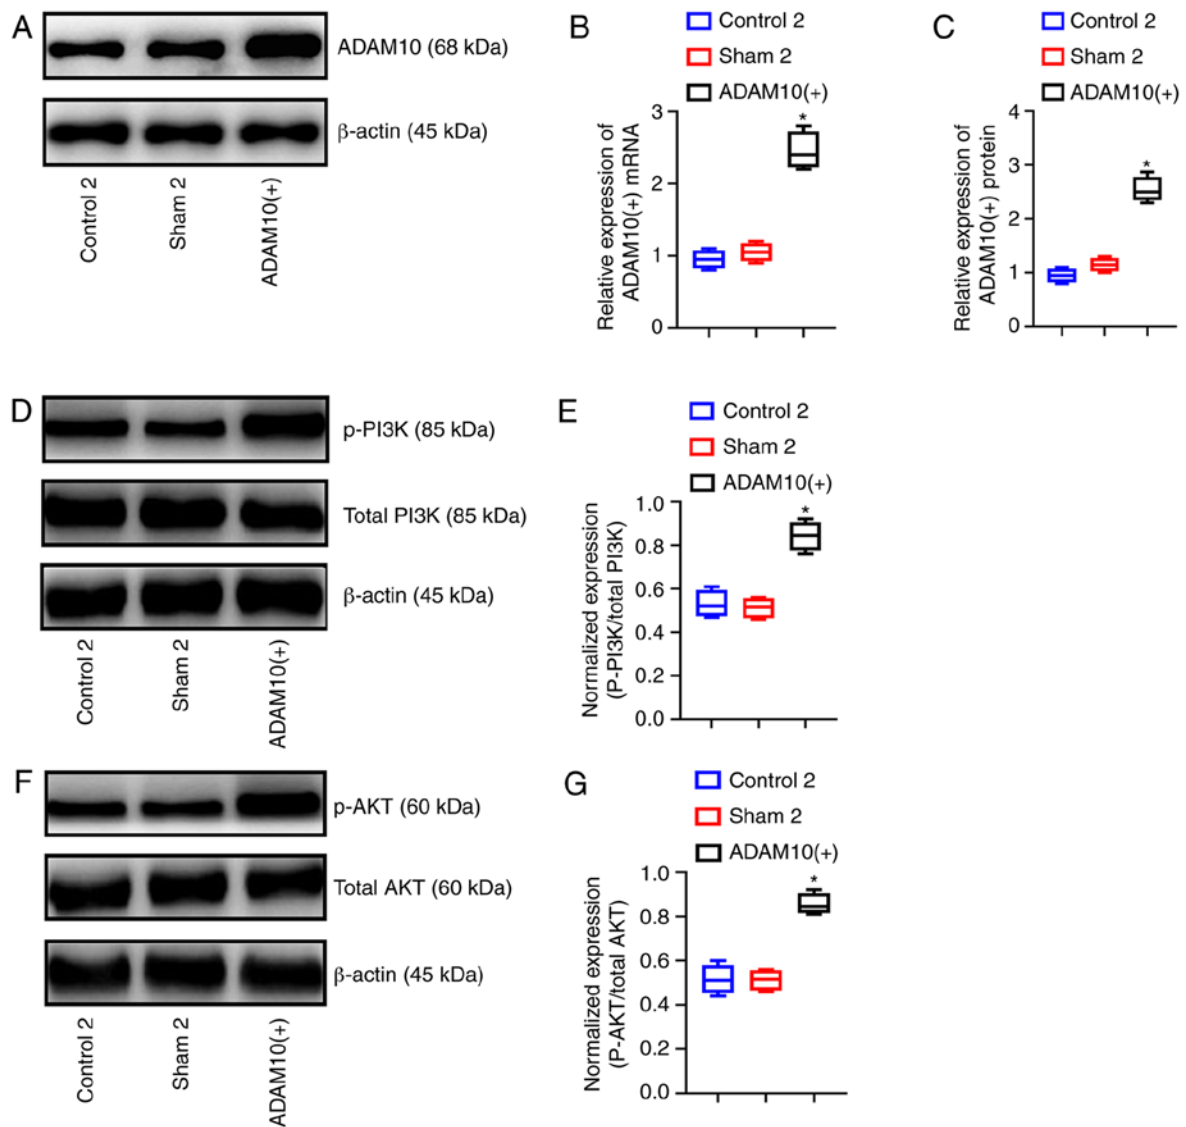 A
ADAM10 (68 kDa)
β-actin (45 kDa)
Control 2
Sham 2
ADAM10(+)
B
Control 2
Sham 2
ADAM10(+)
Relative expression of
ADAM10(+) mRNA
3
2
1
0
*
C
Control 2
Sham 2
ADAM10(+)
Relative expression of
ADAM10(+) protein
4
3
2
1
0
*
D
p-PI3K (85 kDa)
Total PI3K (85 kDa)
β-actin (45 kDa)
Control 2
Sham 2
ADAM10(+)
E
Control 2
Sham 2
ADAM10(+)
Normalized expression
(P-PI3K/total PI3K)
1.0
0.8
0.6
0.4
0.2
0.0
*
F
p-AKT (60 kDa)
Total AKT (60 kDa)
β-actin (45 kDa)
Control 2
Sham 2
ADAM10(+)
G
Control 2
Sham 2
ADAM10(+)
Normalized expression
(P-AKT/total AKT)
1.0
0.8
0.6
0.4
0.2
0.0
*